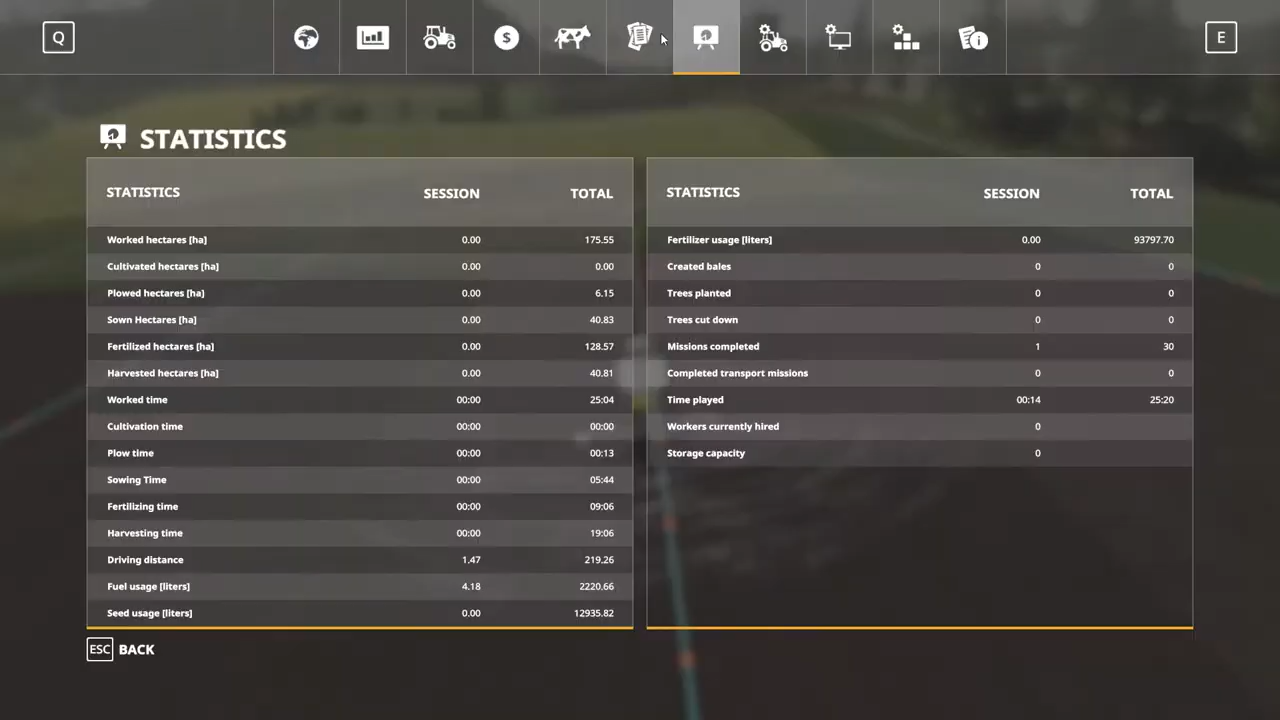 Q
$
E
STATISTICS
STATISTICS SESSION TOTAL
Worked hectares [ha] 0.00 175.55
Cultivated hectares [ha] 0.00 0.00
Plowed hectares [ha] 0.00 6.15
Sown Hectares [ha] 0.00 40.83
Fertilized hectares [ha] 0.00 128.57
Harvested hectares [ha] 0.00 40.81
Worked time 00:00 25:04
Cultivation time 00:00 00:00
Plow time 00:00 00:13
Sowing Time 00:00 05:44
Fertilizing time 00:00 09:06
Harvesting time 00:00 19:06
Driving distance 1.47 219.26
Fuel usage [liters] 4.18 2220.66
Seed usage [liters] 0.00 12935.82
STATISTICS SESSION TOTAL
Fertilizer usage [liters] 0.00 93797.70
Created bales 0 0
Trees planted 0 0
Trees cut down 0 0
Missions completed 1 30
Completed transport missions 0 0
Time played 00:14 25:20
Workers currently hired 0
Storage capacity 0
ESC BACK